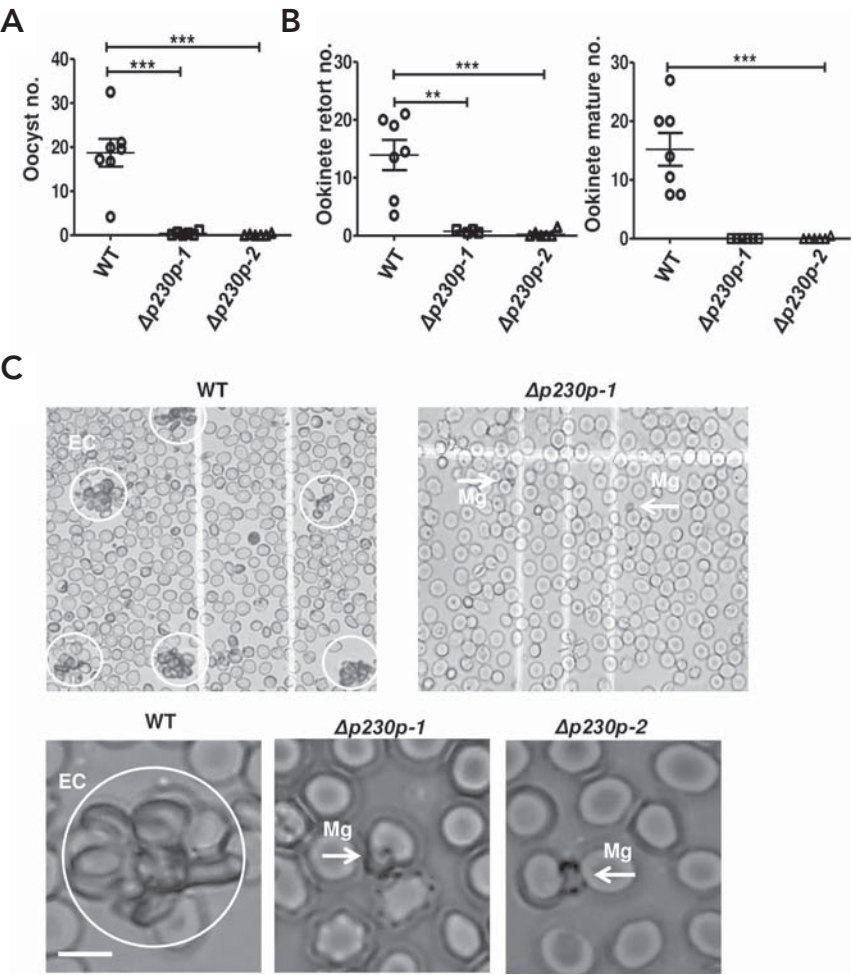 A
Oocyst no.
40
30
20
10
0
***
***
WT
Δp230p-1
Δp230p-2
B
Ookinete retort no.
30
20
10
0
***
**
WT
Δp230p-1
Δp230p-2
Ookinete mature no.
30
20
10
0
***
WT
Δp230p-1
Δp230p-2
C
WT
EC
Δp230p-1
Mg
Mg
WT
EC
Δp230p-1
Mg
Δp230p-2
Mg